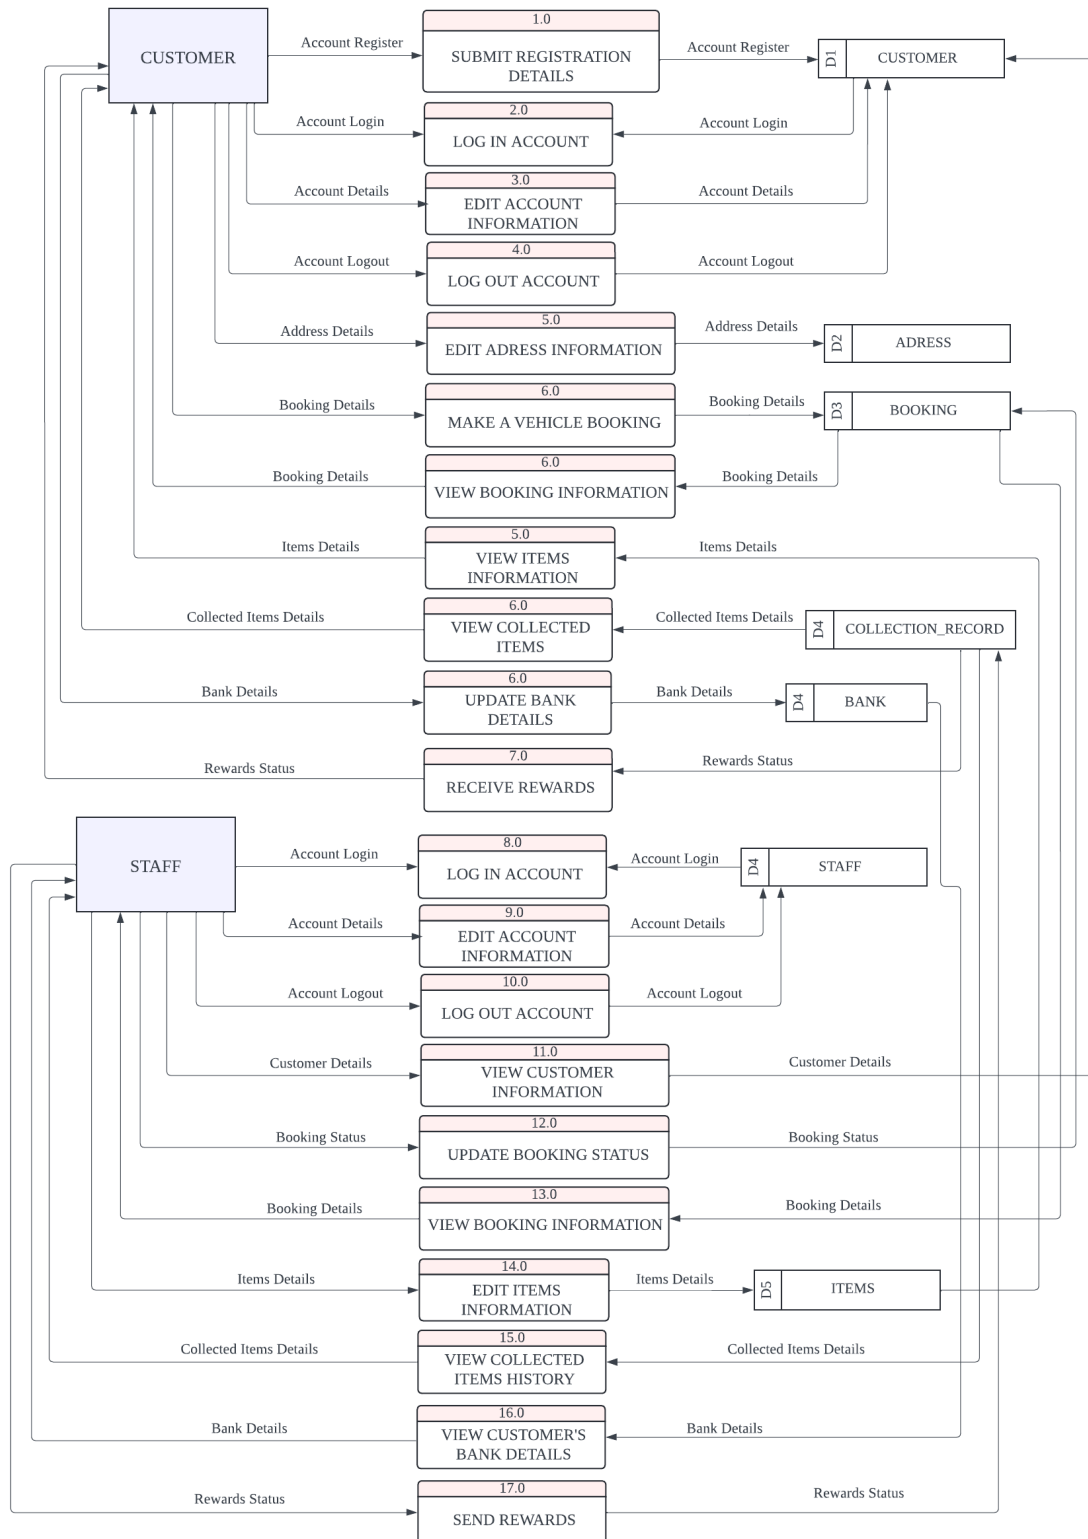 1.0
CUSTOMER
Account Register
SUBMIT REGISTRATION
DETAILS
Account Register
D1
CUSTOMER
2.0
Account Login
LOG IN ACCOUNT
Account Login
3.0
Account Details
EDIT ACCOUNT
INFORMATION
Account Details
4.0
Account Logout
LOG OUT ACCOUNT
Account Logout
5.0
Address Details
EDIT ADRESS INFORMATION
Address Details
D2
ADRESS
6.0
Booking Details
MAKE A VEHICLE BOOKING
Booking Details
D3
BOOKING
6.0
Booking Details
VIEW BOOKING INFORMATION
Booking Details
5.0
Items Details
VIEW ITEMS
INFORMATION
Items Details
6.0
Collected Items Details
VIEW COLLECTED
ITEMS
Collected Items Details
D4
COLLECTION_RECORD
6.0
Bank Details
UPDATE BANK
DETAILS
Bank Details
D4
BANK
7.0
Rewards Status
RECEIVE REWARDS
Rewards Status
STAFF
8.0
Account Login
LOG IN ACCOUNT
Account Login
D4
STAFF
9.0
Account Details
EDIT ACCOUNT
INFORMATION
Account Details
10.0
Account Logout
LOG OUT ACCOUNT
Account Logout
11.0
Customer Details
VIEW CUSTOMER
INFORMATION
Customer Details
12.0
Booking Status
UPDATE BOOKING STATUS
Booking Status
13.0
Booking Details
VIEW BOOKING INFORMATION
Booking Details
14.0
Items Details
EDIT ITEMS
INFORMATION
Items Details
D5
ITEMS
15.0
Collected Items Details
VIEW COLLECTED
ITEMS HISTORY
Collected Items Details
16.0
Bank Details
VIEW CUSTOMER'S
BANK DETAILS
Bank Details
17.0
Rewards Status
SEND REWARDS
Rewards Status